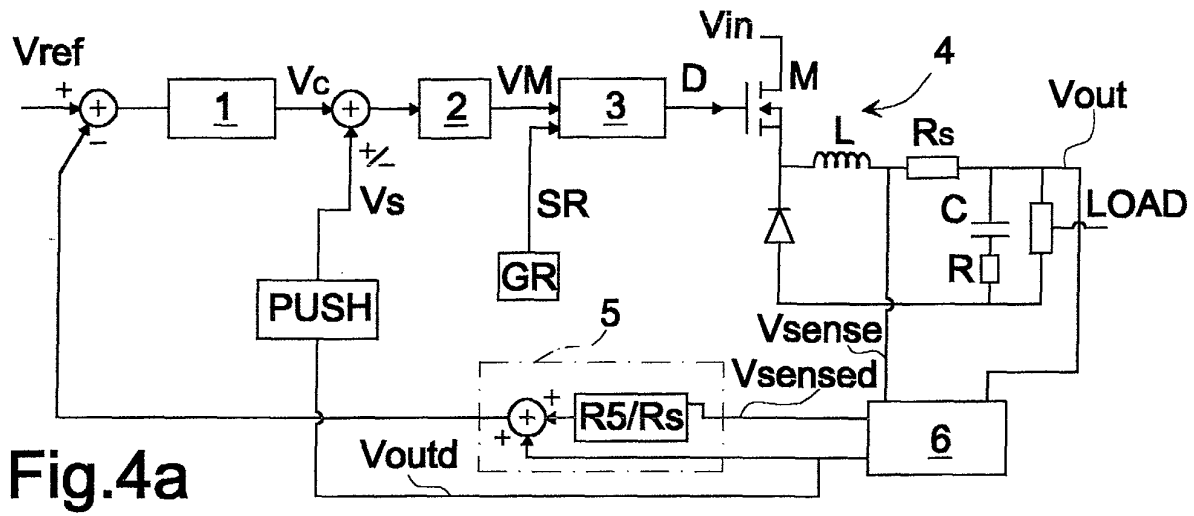 Vin
Vref
+
+
-
1
Vc
+
2
VM
3
D
M
4
Vout
L
Rs
+/-
Vs
SR
GR
C
R
LOAD
PUSH
5
Vsense
Vsensed
+
+
+
R5/Rs
6
Voutd
Fig.4a